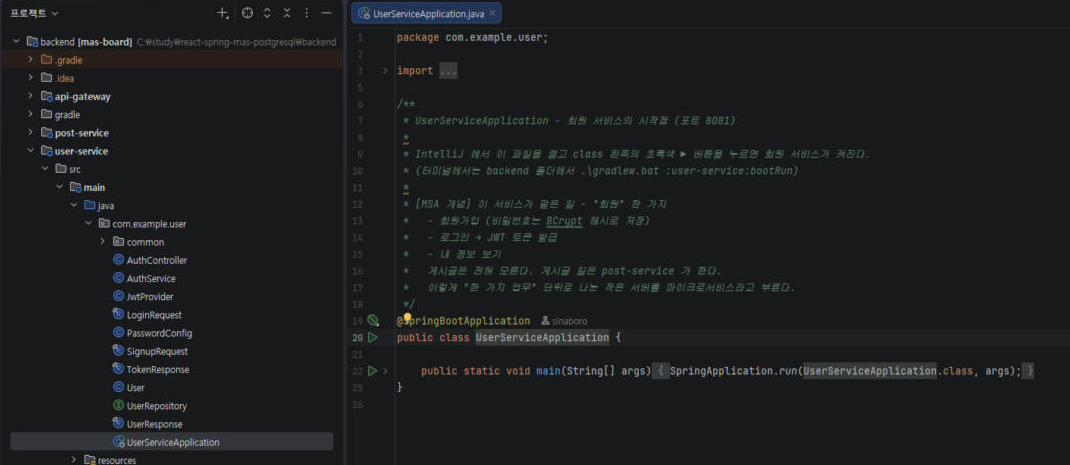 프로젝트
backend [mas-board] C:₩study₩react-spring-mas-postgresql₩backend
.gradle
.idea
api-gateway
gradle
post-service
user-service
src
main
java
com.example.user
common
AuthController
AuthService
JwtProvider
LoginRequest
PasswordConfig
SignupRequest
TokenResponse
User
UserRepository
UserResponse
UserServiceApplication
resources
UserServiceApplication.java
1 package com.example.user;
2
3 import ...
5
6 /**
7 * UserServiceApplication - 회원 서비스의 시작점 (포트 8081)
8 *
9 * IntelliJ 에서 이 파일을 열고 class 왼쪽의 초록색 ▶ 버튼을 누르면 회원 서비스가 켜진다.
10 * (터미널에서는 backend 폴더에서 .\gradlew.bat :user-service:bootRun)
11 *
12 * [MSA 개념] 이 서비스가 맡은 일 - "회원" 한 가지
13 * - 회원가입 (비밀번호는 BCrypt 해시로 저장)
14 * - 로그인 → JWT 토큰 발급
15 * - 내 정보 보기
16 * 게시글은 전혀 모른다. 게시글 일은 post-service 가 한다.
17 * 이렇게 "한 가지 업무" 단위로 나눈 작은 서버를 마이크로서비스라고 부른다.
18 */
19 @SpringBootApplication sinaboro
20 public class UserServiceApplication {
21
22 public static void main(String[] args) { SpringApplication.run(UserServiceApplication.class, args); }
25 }
26